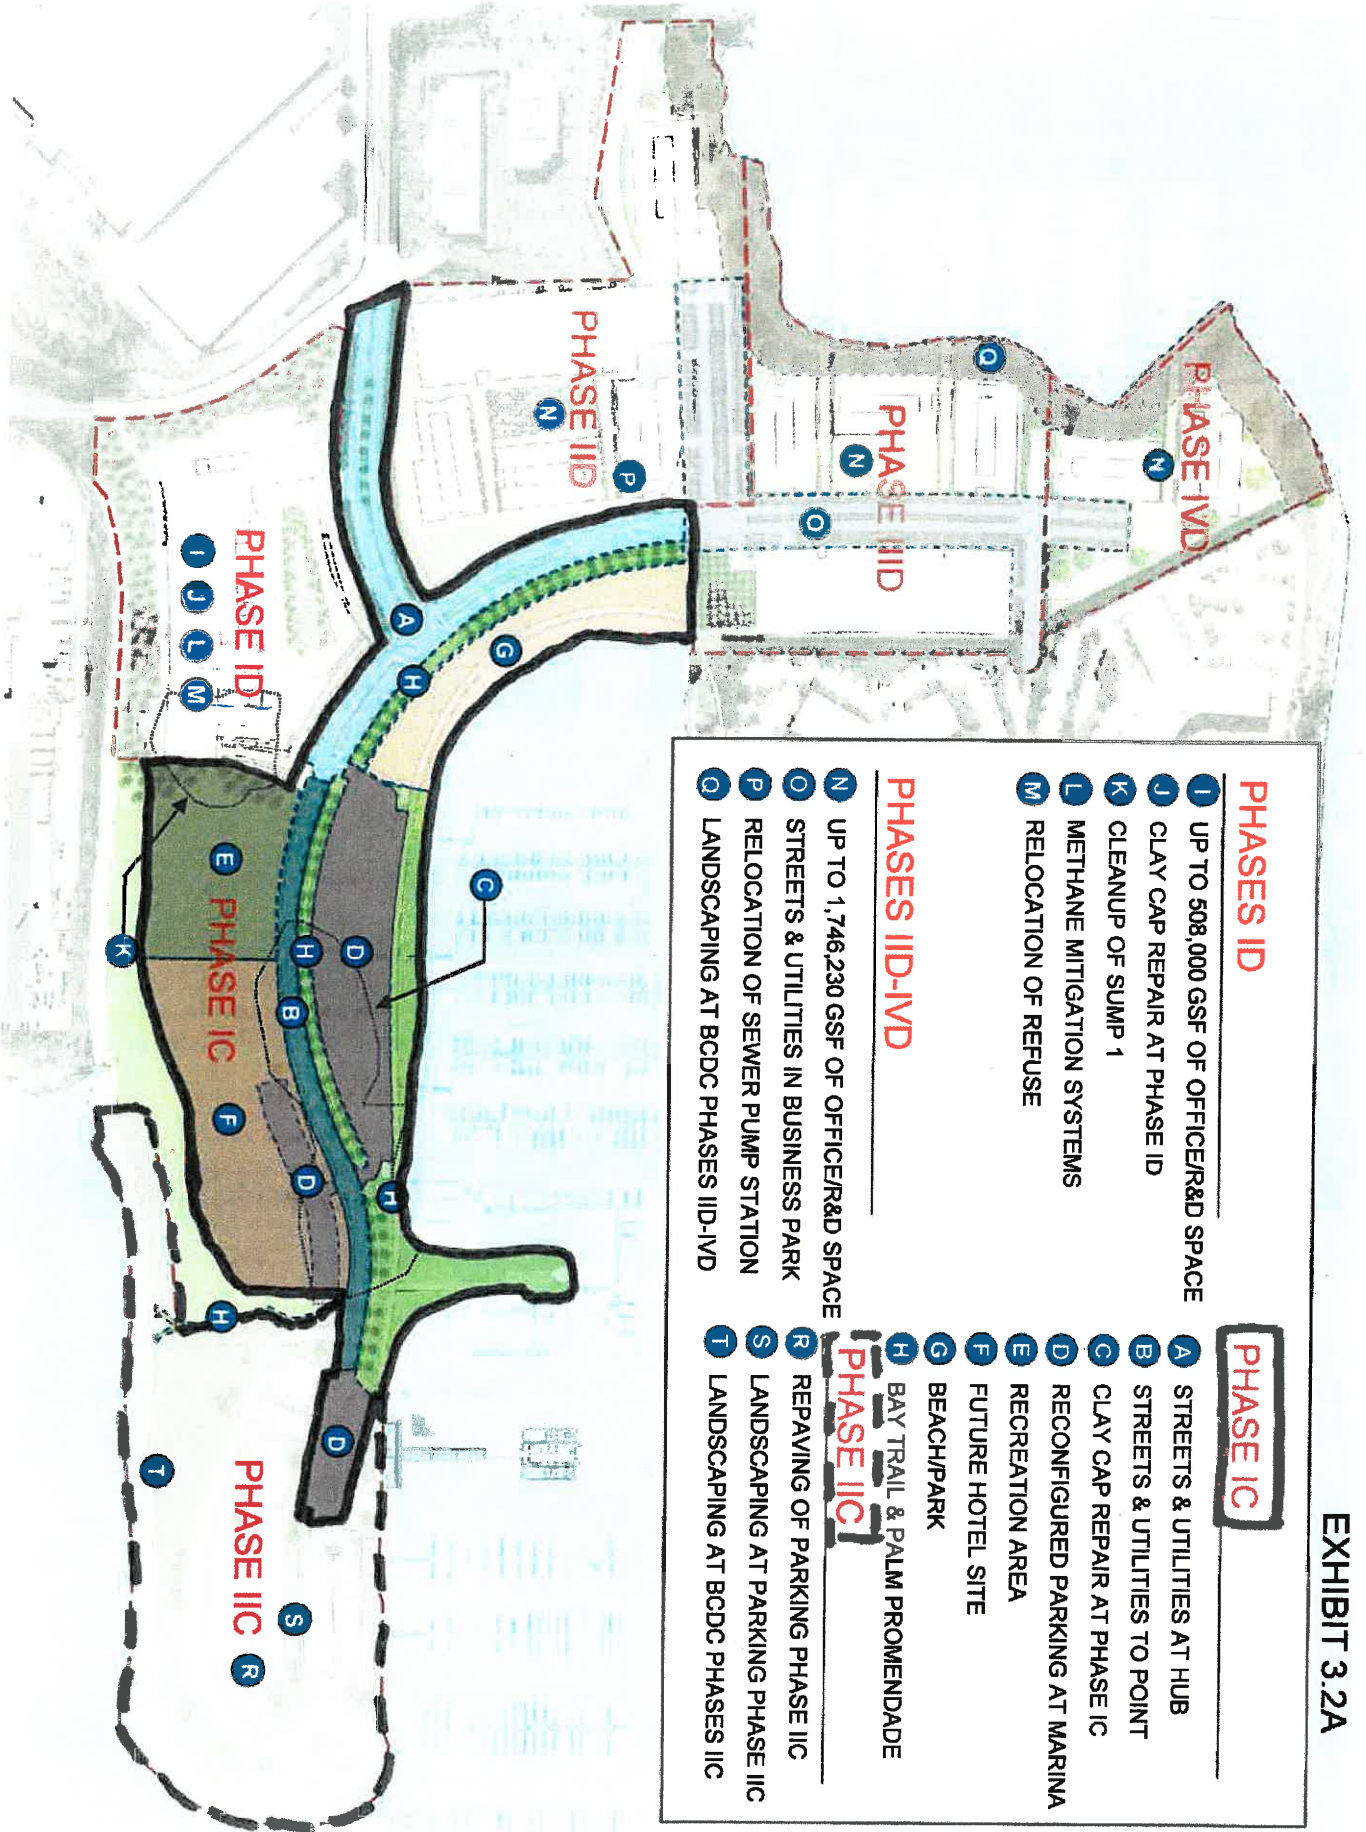 EXHIBIT 3.2A
PHASES ID
I UP TO 508,000 GSF OF OFFICE/R&D SPACE
J CLAY CAP REPAIR AT PHASE ID
K CLEANUP OF SUMP 1
L METHANE MITIGATION SYSTEMS
M RELOCATION OF REFUSE
PHASES IID-IVD
N UP TO 1,746,230 GSF OF OFFICE/R&D SPACE
O STREETS & UTILITIES IN BUSINESS PARK
P RELOCATION OF SEWER PUMP STATION
Q LANDSCAPING AT BCDC PHASES IID-IVD
PHASE IC
A STREETS & UTILITIES AT HUB
B STREETS & UTILITIES TO POINT
C CLAY CAP REPAIR AT PHASE IC
D RECONFIGURED PARKING AT MARINA
E RECREATION AREA
F FUTURE HOTEL SITE
G BEACH/PARK
H BAY TRAIL & PALM PROMENDADE
PHASE IIC
R REPAVING OF PARKING PHASE IIC
S LANDSCAPING AT PARKING PHASE IIC
T LANDSCAPING AT BCDC PHASES IIC
PHASE IVD
N
Q
PHASE IIID
N
O
PHASE IID
N
P
A
G
H
C
PHASE ID
I
J
L
M
E
PHASE IC
K
H
D
B
F
D
H
H
D
T
PHASE IIC
S
R